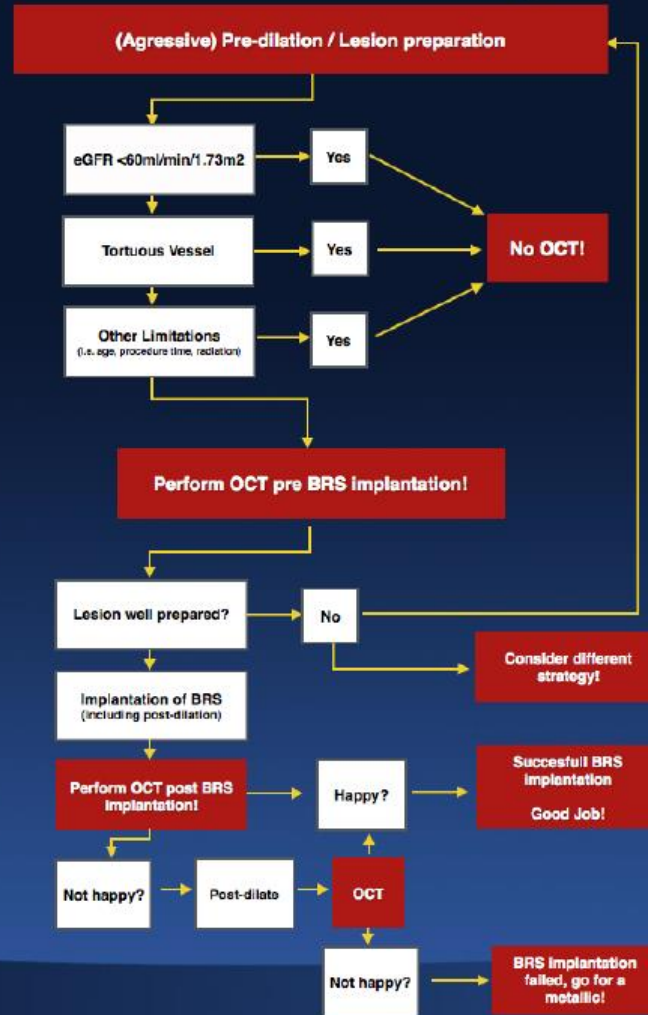 (Agressive) Pre-dilation / Lesion preparation
eGFR <60ml/min/1.73m2
Yes
Tortuous Vessel
Yes
No OCT!
Other Limitations
(i.e. age, procedure time, radiation)
Yes
Perform OCT pre BRS implantation!
Lesion well prepared?
No
Consider different
strategy!
Implantation of BRS
(including post-dilation)
Perform OCT post BRS
implantation!
Happy?
Succesfull BRS
implantation
Good Job!
Not happy?
Post-dilate
OCT
Not happy?
BRS implantation
failed, go for a
metallic!